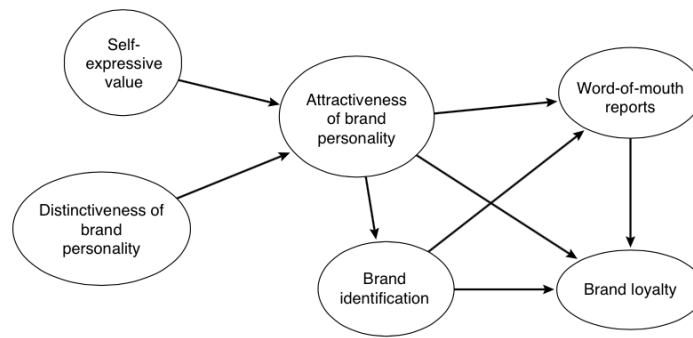 Self-
expressive
value
Attractiveness
of brand
personality
Word-of-mouth
reports
Distinctiveness of
brand
personality
Brand
identification
Brand loyalty